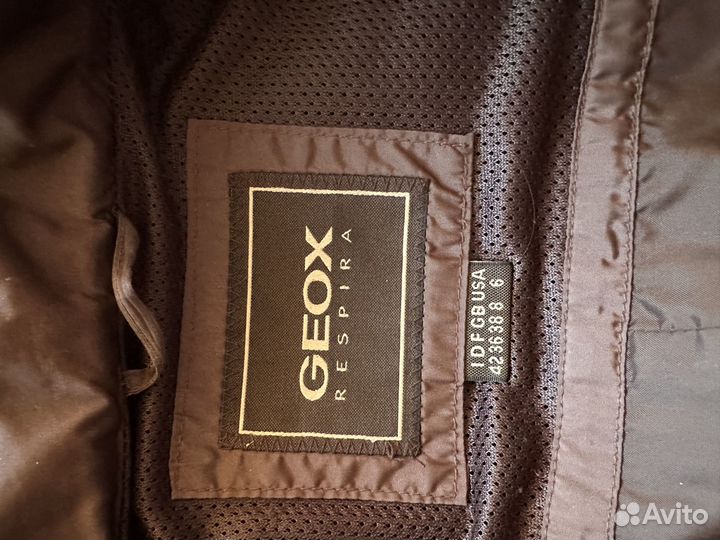 GEOX
RESPIRA
I D F GB USA
42 36 38 8 6
Avito